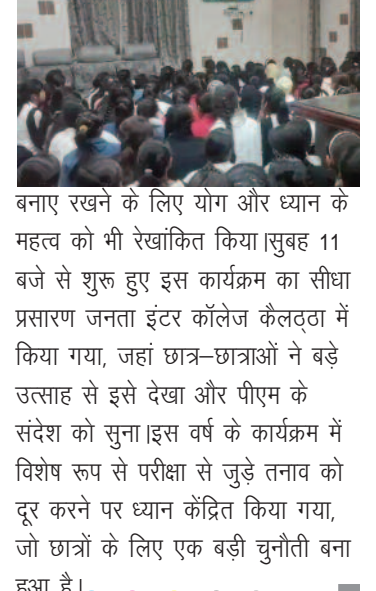 बनाए रखने के लिए योग और ध्यान के
महत्व को भी रेखांकित किया।सुबह 11
बजे से शुरू हुए इस कार्यक्रम का सीधा
प्रसारण जनता इंटर कॉलेज कैलठ्ठा में
किया गया, जहां छात्र–छात्राओं ने बड़े
उत्साह से इसे देखा और पीएम के
संदेश को सुना।इस वर्ष के कार्यक्रम में
विशेष रूप से परीक्षा से जुड़े तनाव को
दूर करने पर ध्यान केंद्रित किया गया,
जो छात्रों के लिए एक बड़ी चुनौती बना
हुआ है।